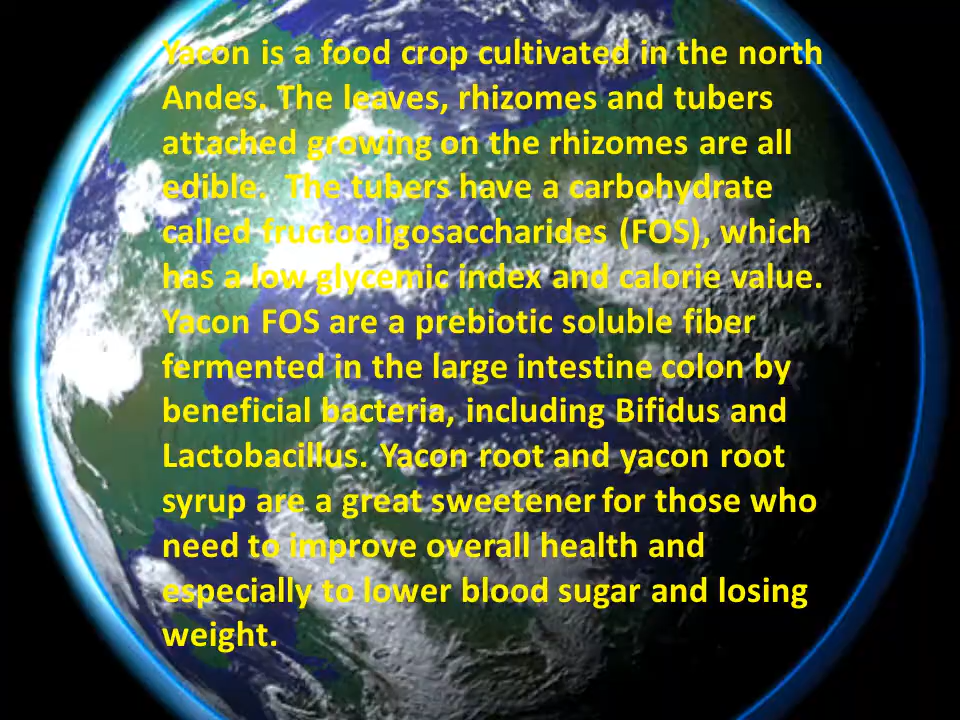 Yacon is a food crop cultivated in the north
Andes. The leaves, rhizomes and tubers
attached growing on the rhizomes are all
edible.  The tubers have a carbohydrate
called fructooligosaccharides (FOS), which
has a low glycemic index and calorie value.
Yacon FOS are a prebiotic soluble fiber
fermented in the large intestine colon by
beneficial bacteria, including Bifidus and
Lactobacillus. Yacon root and yacon root
syrup are a great sweetener for those who
need to improve overall health and
especially to lower blood sugar and losing
weight.